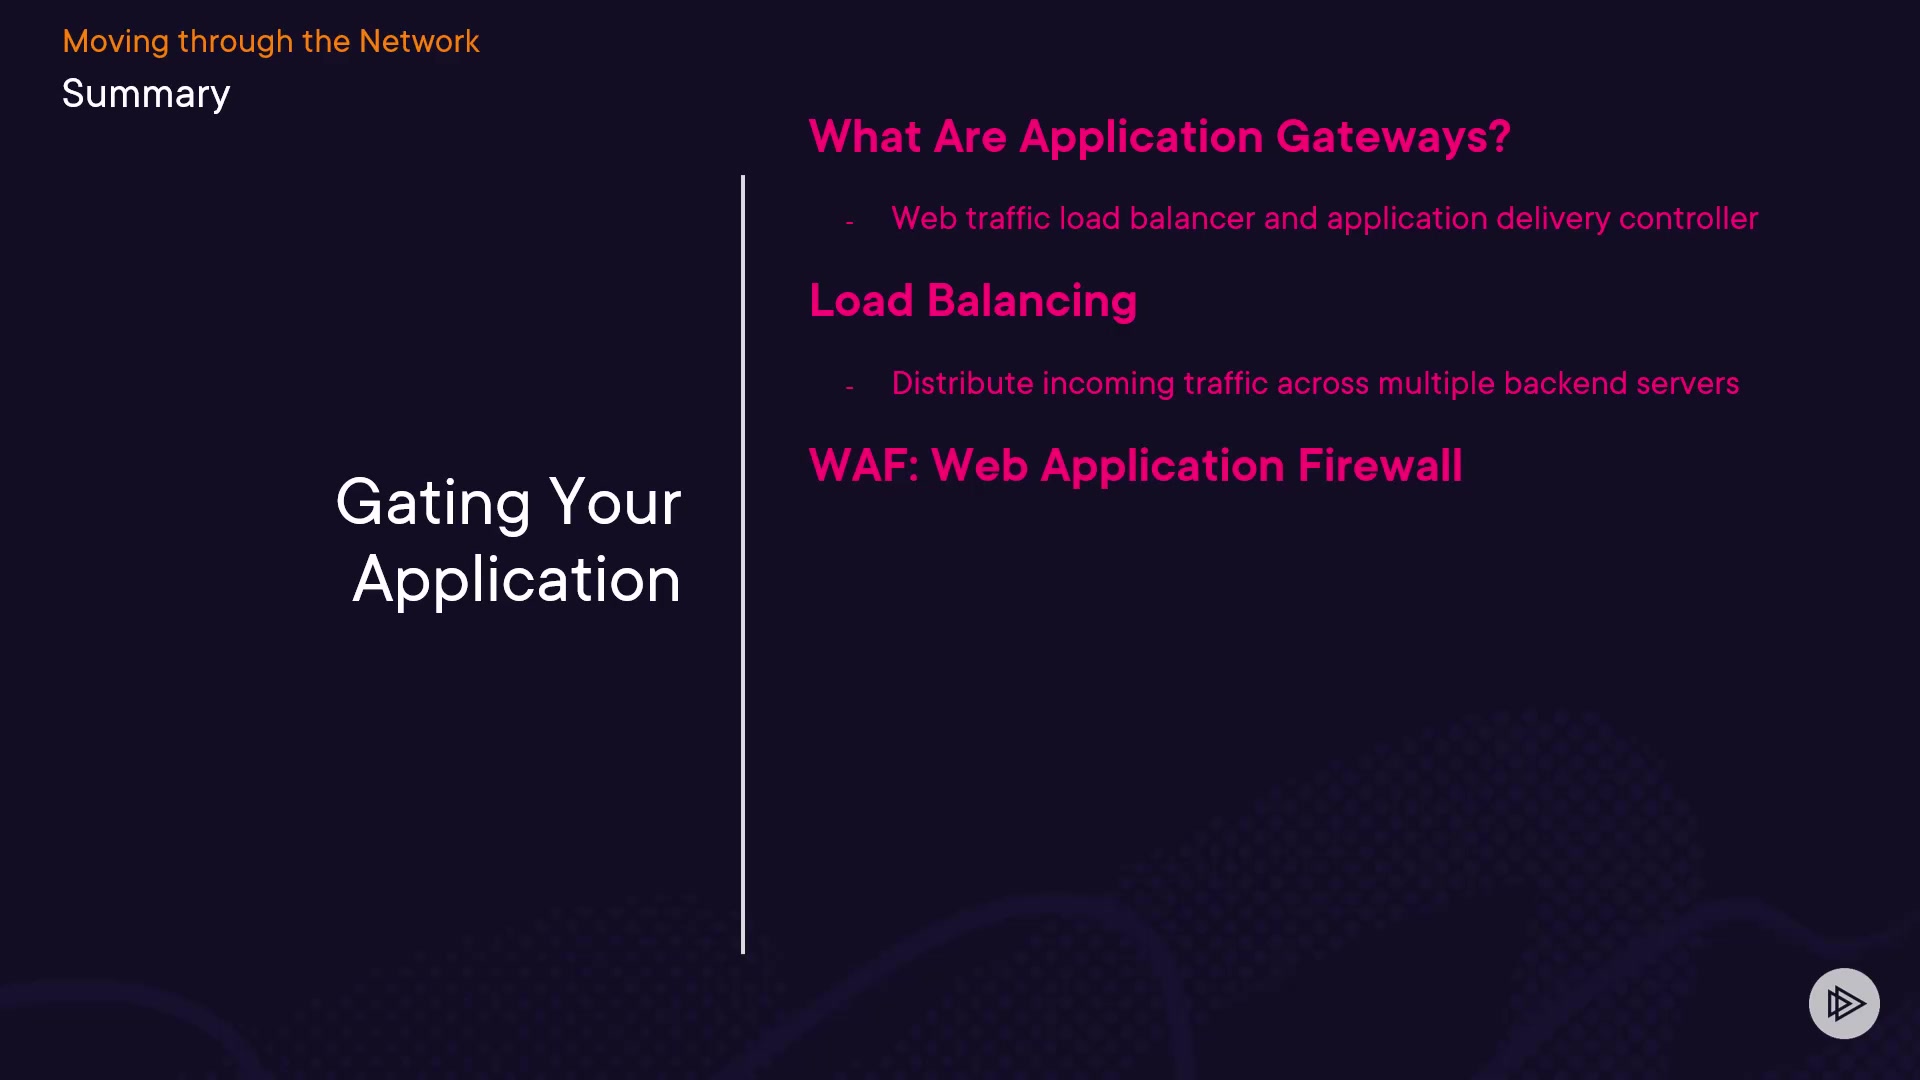 Moving through the Network
Summary
Gating Your
Application
What Are Application Gateways?
- Web traffic load balancer and application delivery controller
Load Balancing
- Distribute incoming traffic across multiple backend servers
WAF: Web Application Firewall